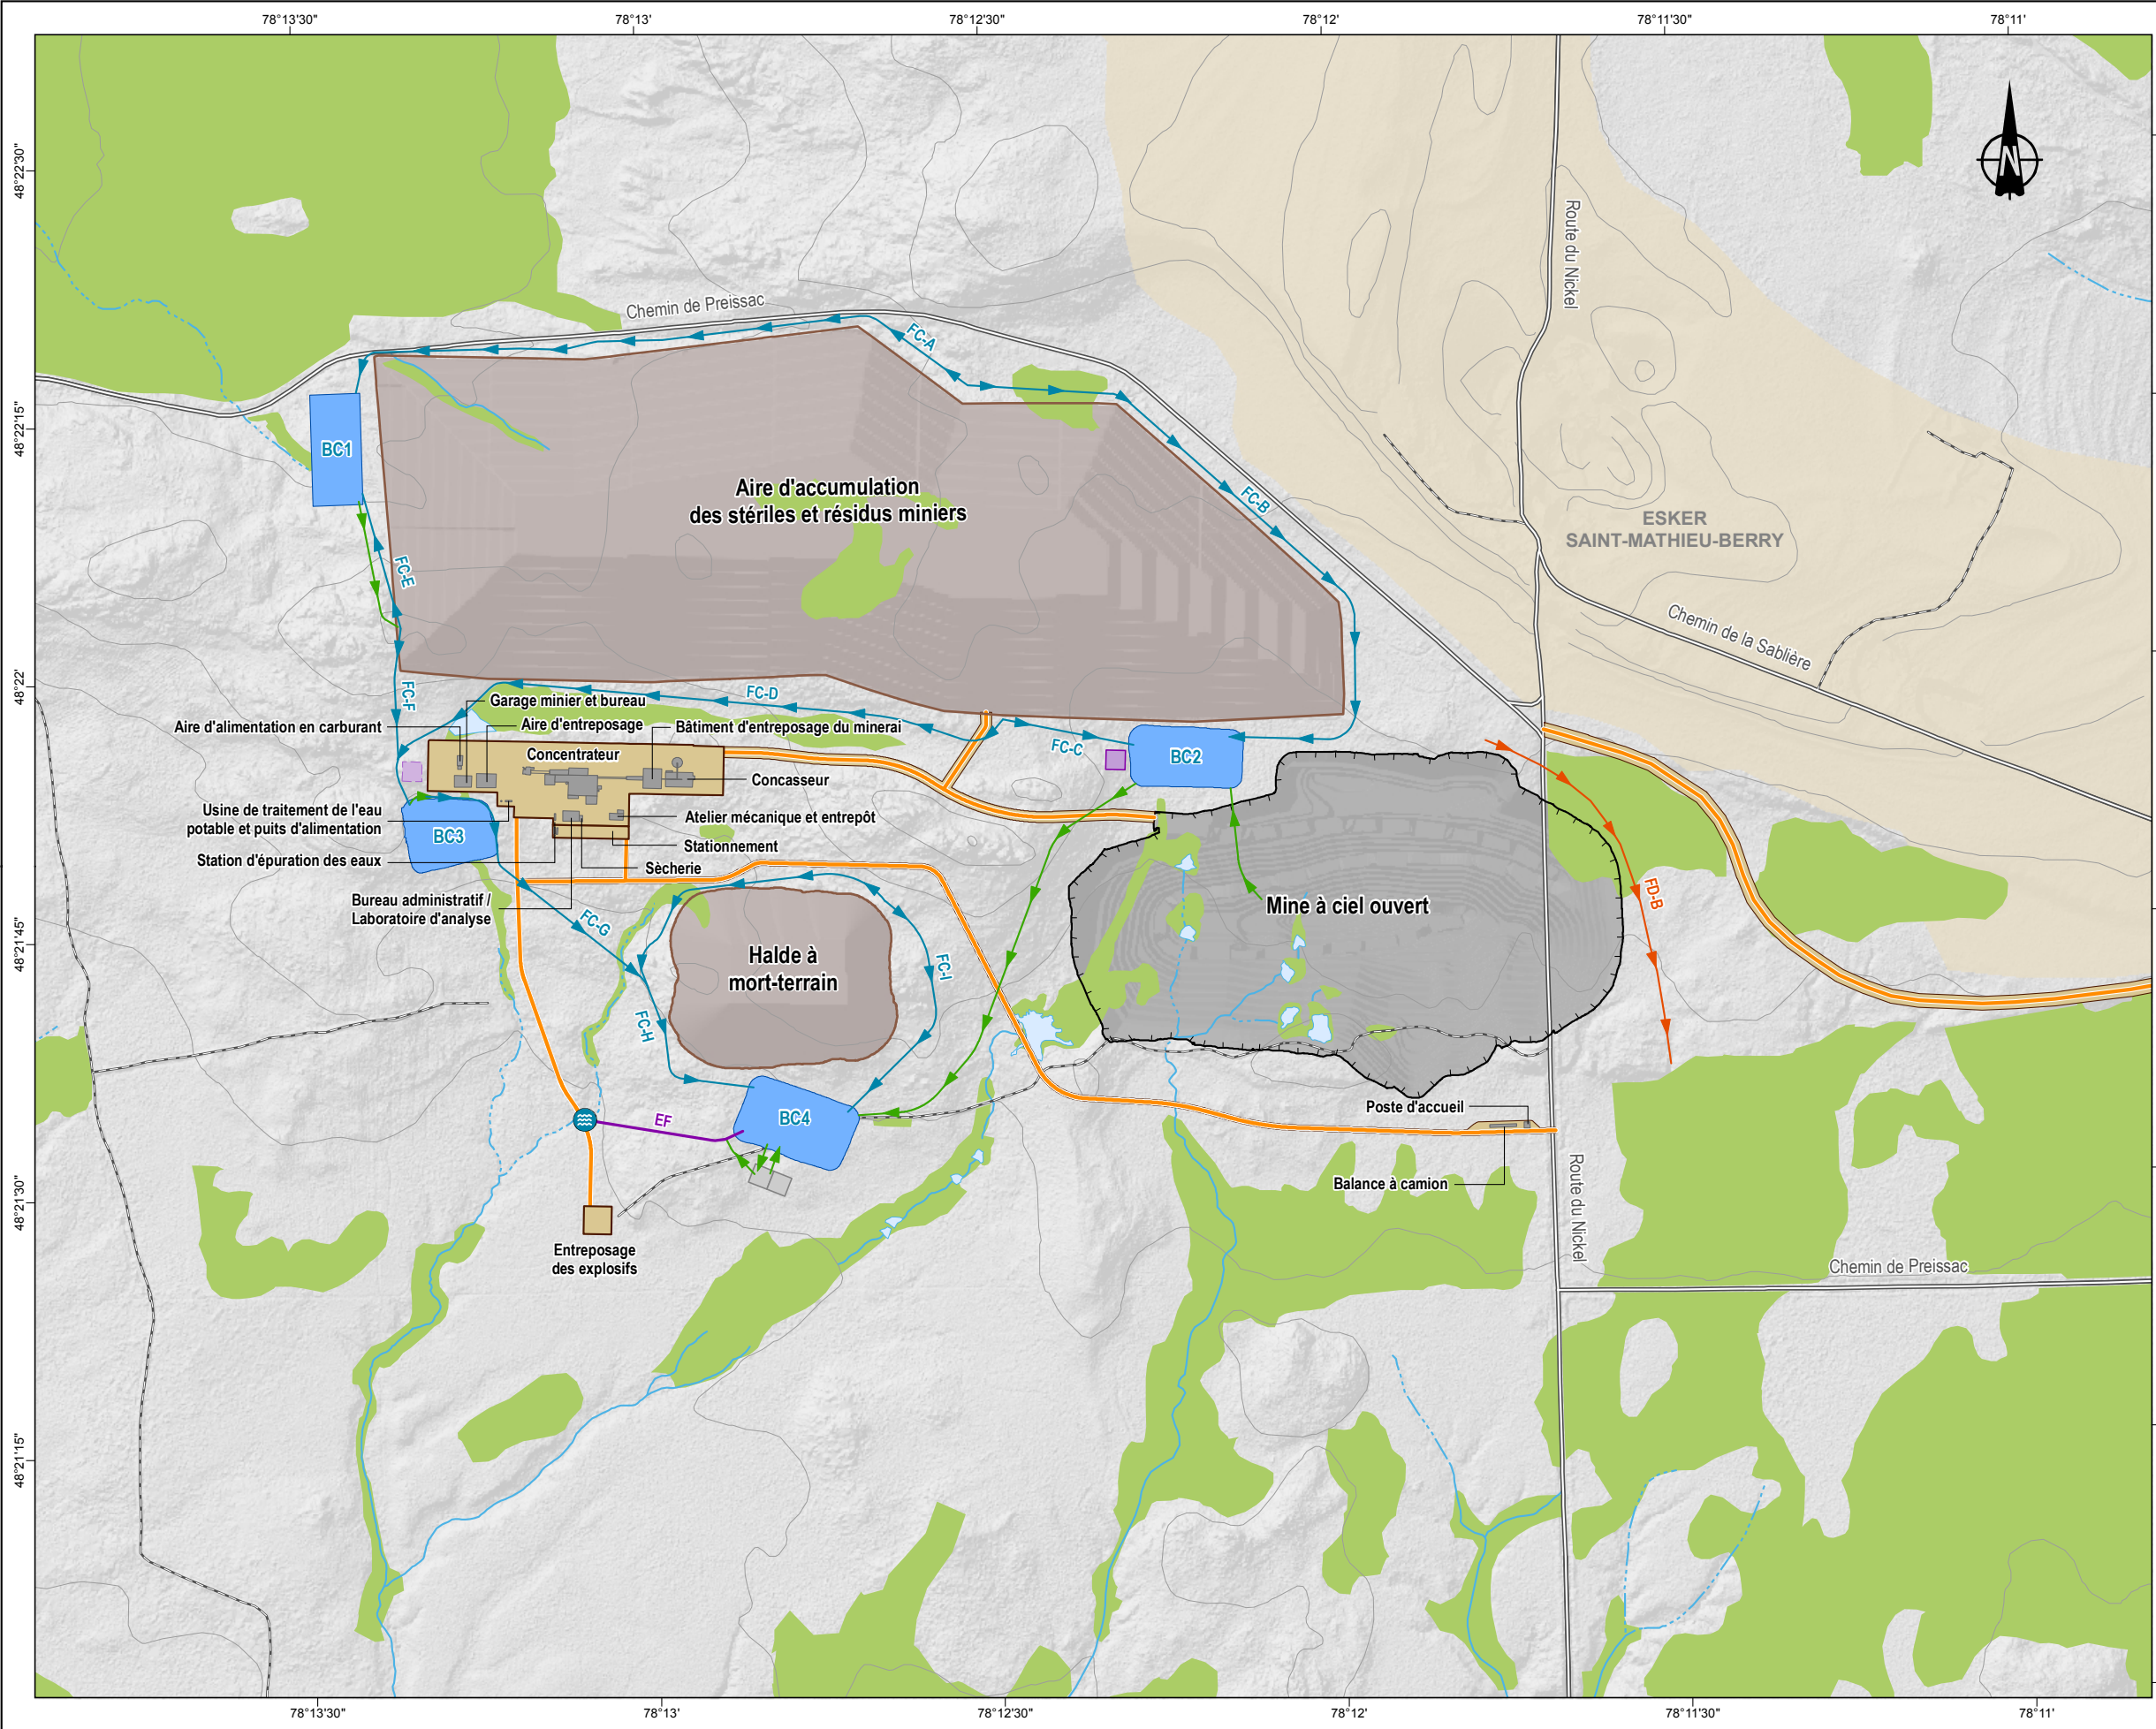 78°13'30"
78°13'
78°12'30"
78°12'
78°11'30"
78°11'
48°22'30"
48°22'15"
48°22'
48°21'45"
48°21'30"
48°21'15"
N
Route du Nickel
Chemin de Preissac
FC-A
BC1
FC-B
Aire d'accumulation
des stériles et résidus miniers
ESKER
SAINT-MATHIEU-BERRY
FC-E
Chemin de la Sablière
FC-F
FC-D
Garage minier et bureau
Aire d'alimentation en carburant
Aire d'entreposage
Bâtiment d'entreposage du minerai
FC-C
BC2
Concentrateur
Concasseur
Usine de traitement de l'eau
potable et puits d'alimentation
BC3
Atelier mécanique et entrepôt
Stationnement
Station d'épuration des eaux
Sècherie
Bureau administratif /
Laboratoire d'analyse
FC-G
Mine à ciel ouvert
FD-B
Halde à
mort-terrain
FC-I
FC-H
EF
BC4
Poste d'accueil
Balance à camion
Route du Nickel
Entreposage
des explosifs
Chemin de Preissac
78°13'30"
78°13'
78°12'30"
78°12'
78°11'30"
78°11'